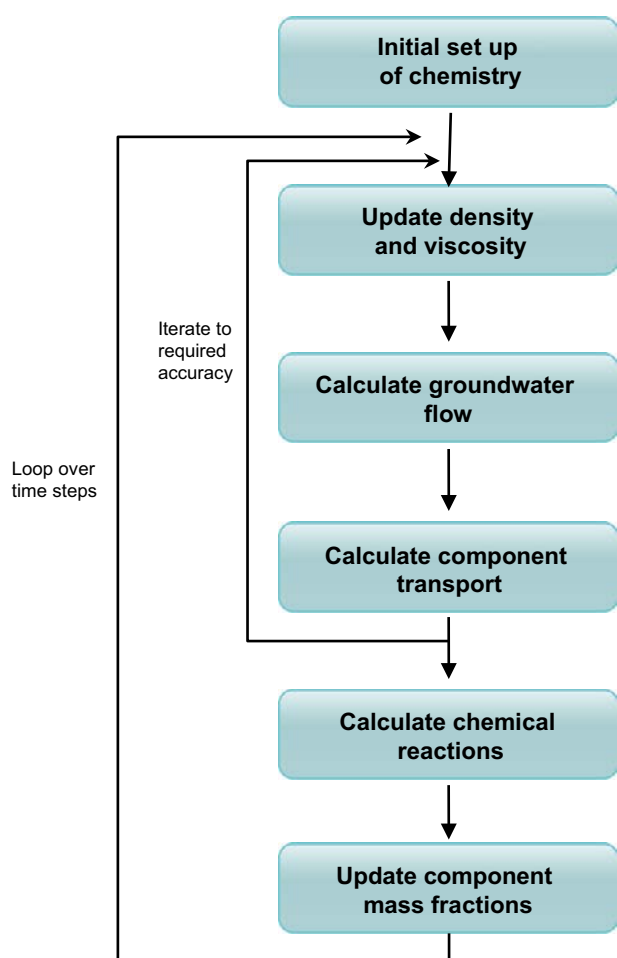 Initial set up
of chemistry
Update density
and viscosity
Iterate to
required
accuracy
Calculate groundwater
flow
Loop over
time steps
Calculate component
transport
Calculate chemical
reactions
Update component
mass fractions